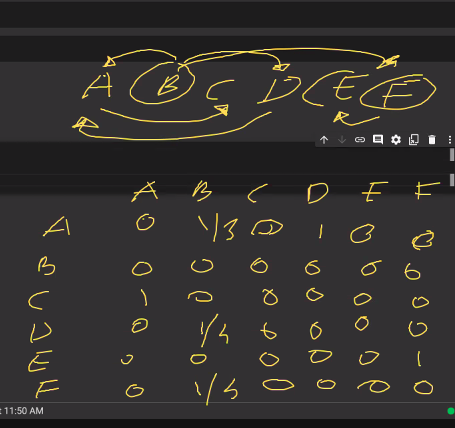 A B C D E F
A B C D E F
A 0 1/3 0 1 0 0
B 0 0 0 0 0 0
C 1 0 0 0 0 0
D 0 1/3 0 0 0 0
E 0 0 0 0 0 1
F 0 1/3 0 0 0 0
t 11:50 AM